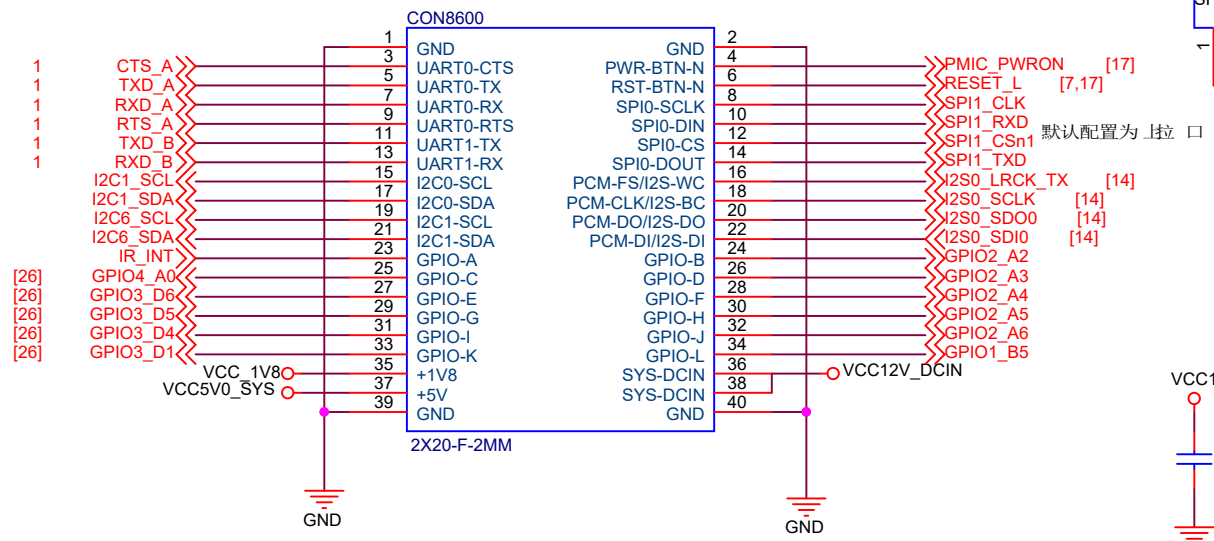 CON8600
SPI
1
1 CTS_A
1 TXD_A
1 RXD_A
1 RTS_A
1 TXD_B
1 RXD_B
I2C1_SCL
I2C1_SDA
I2C6_SCL
I2C6_SDA
IR_INT
[26] GPIO4_A0
[26] GPIO3_D6
[26] GPIO3_D5
[26] GPIO3_D4
[26] GPIO3_D1
VCC_1V8
VCC5V0_SYS
1 GND
3 UART0-CTS
5 UART0-TX
7 UART0-RX
9 UART0-RTS
11 UART1-TX
13 UART1-RX
15 I2C0-SCL
17 I2C0-SDA
19 I2C1-SCL
21 I2C1-SDA
23 GPIO-A
25 GPIO-C
27 GPIO-E
29 GPIO-G
31 GPIO-I
33 GPIO-K
35 +1V8
37 +5V
39 GND
GND 2
PWR-BTN-N 4
RST-BTN-N 6
SPI0-SCLK 8
SPI0-DIN 10
SPI0-CS 12
SPI0-DOUT 14
PCM-FS/I2S-WC 16
PCM-CLK/I2S-BC 18
PCM-DO/I2S-DO 20
PCM-DI/I2S-DI 22
GPIO-B 24
GPIO-D 26
GPIO-F 28
GPIO-H 30
GPIO-J 32
GPIO-L 34
SYS-DCIN 36
SYS-DCIN 38
GND 40
PMIC_PWRON [17]
RESET_L [7,17]
SPI1_CLK
SPI1_RXD
SPI1_CSn1
SPI1_TXD
I2S0_LRCK_TX [14]
I2S0_SCLK [14]
I2S0_SDO0 [14]
I2S0_SDI0 [14]
GPIO2_A2
GPIO2_A3
GPIO2_A4
GPIO2_A5
GPIO2_A6
GPIO1_B5
VCC12V_DCIN
默认配置为 上拉 口
2X20-F-2MM
GND
GND
VCC1